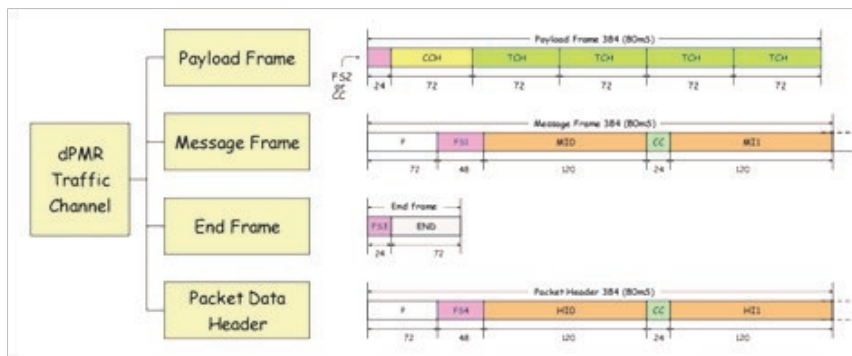 Payload Frame
Payload Frame 384 (80mS)
CCH TCH TCH TCH TCH
FS2
or
CC
24 72 72 72 72 72
dPMR
Traffic
Channel
Message Frame
Message Frame 384 (80mS)
P FS1 MI0 CC MI1
72 48 120 24 120
End Frame
End frame
FS3 END
24 72
Packet Data
Header
Packet Header 384 (80mS)
P FS4 HI0 CC HI1
72 48 120 24 120